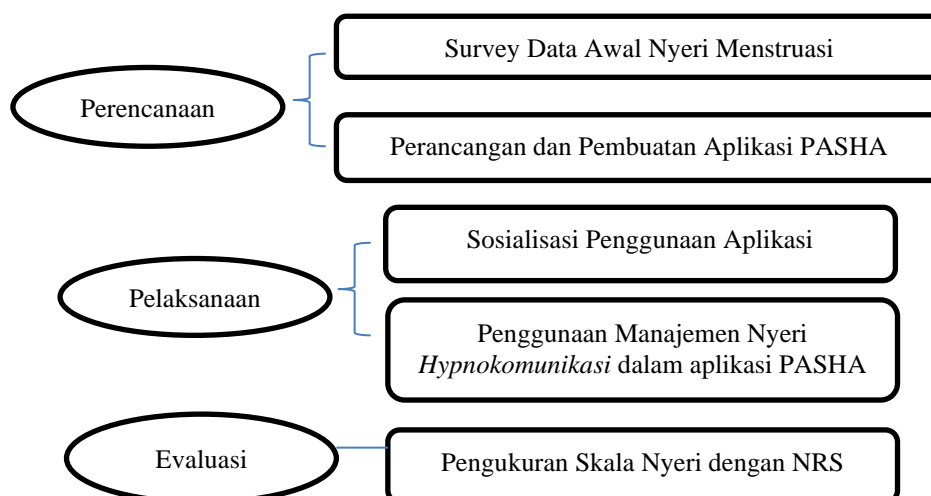 Survey Data Awal Nyeri Menstruasi
Perencanaan
Perancangan dan Pembuatan Aplikasi PASHA
Sosialisasi Penggunaan Aplikasi
Pelaksanaan
Penggunaan Manajemen Nyeri
Hypnokomunikasi dalam aplikasi PASHA
Evaluasi
Pengukuran Skala Nyeri dengan NRS